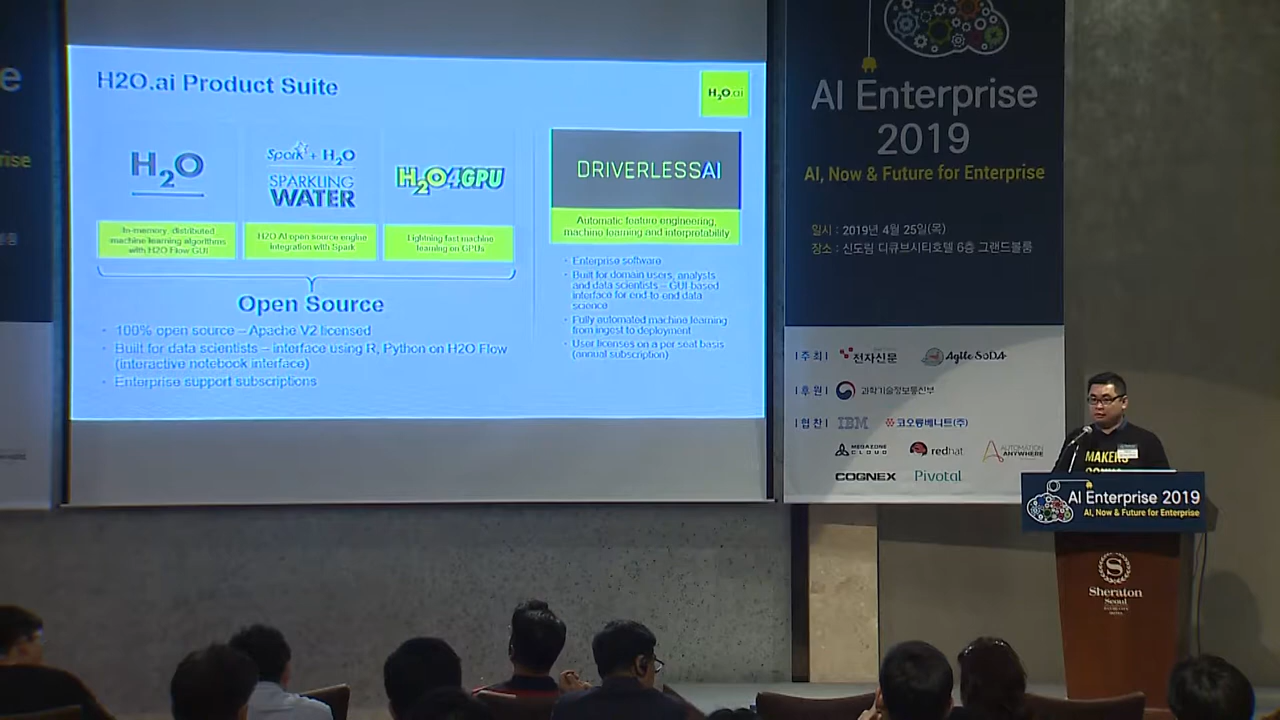 H2O.ai Product Suite
H2O.ai
H2O
In-memory, distributed
machine learning algorithms
with H2O Flow GUI
Spark + H2O
SPARKLING
WATER
H2O AI open source engine
integration with Spark
H2O4GPU
Lightning fast machine
learning on GPUs
Open Source
100% open source – Apache V2 licensed
Built for data scientists – interface using R, Python on H2O Flow
(interactive notebook interface)
Enterprise support subscriptions
DRIVERLESSAI
Automatic feature engineering,
machine learning and interpretability
Enterprise software
Built for domain users, analysts
and data scientists – GUI-based
interface for end-to-end data
science
Fully automated machine learning
from ingest to deployment
User licenses on a per seat basis
(annual subscription)
e
rise
AI Enterprise
2019
AI, Now & Future for Enterprise
일시 : 2019년 4월 25일(목)
장소 : 신도림 디큐브시티호텔 6층 그랜드볼룸
주최
전자신문
Agile SoDA
후원
과학기술정보통신부
협찬
IBM
코오롱베니트(주)
MEGAZONE
CLOUD
redhat
AUTOMATION
ANYWHERE
COGNEX
Pivotal
MAKERS
AI Enterprise 2019
AI, Now & Future for Enterprise
S
Sheraton
Seoul